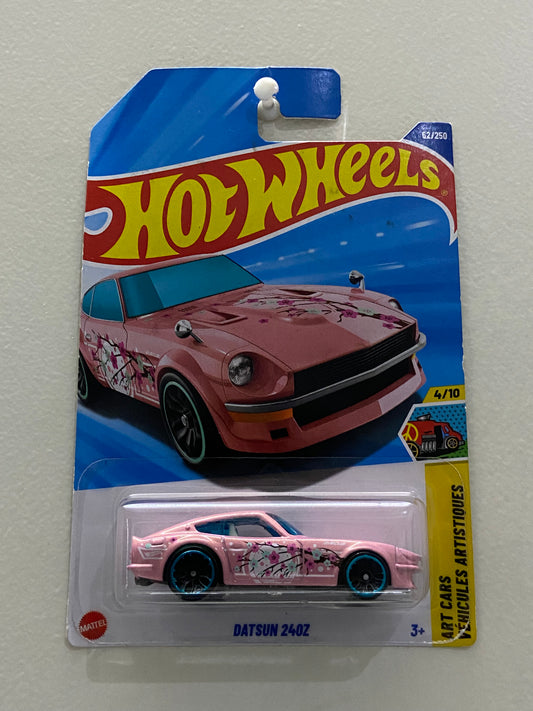 62/250
HOT WHEELS
4/10
ART CARS
VÉHICULES ARTISTIQUES
MATTEL
DATSUN 240Z
3+